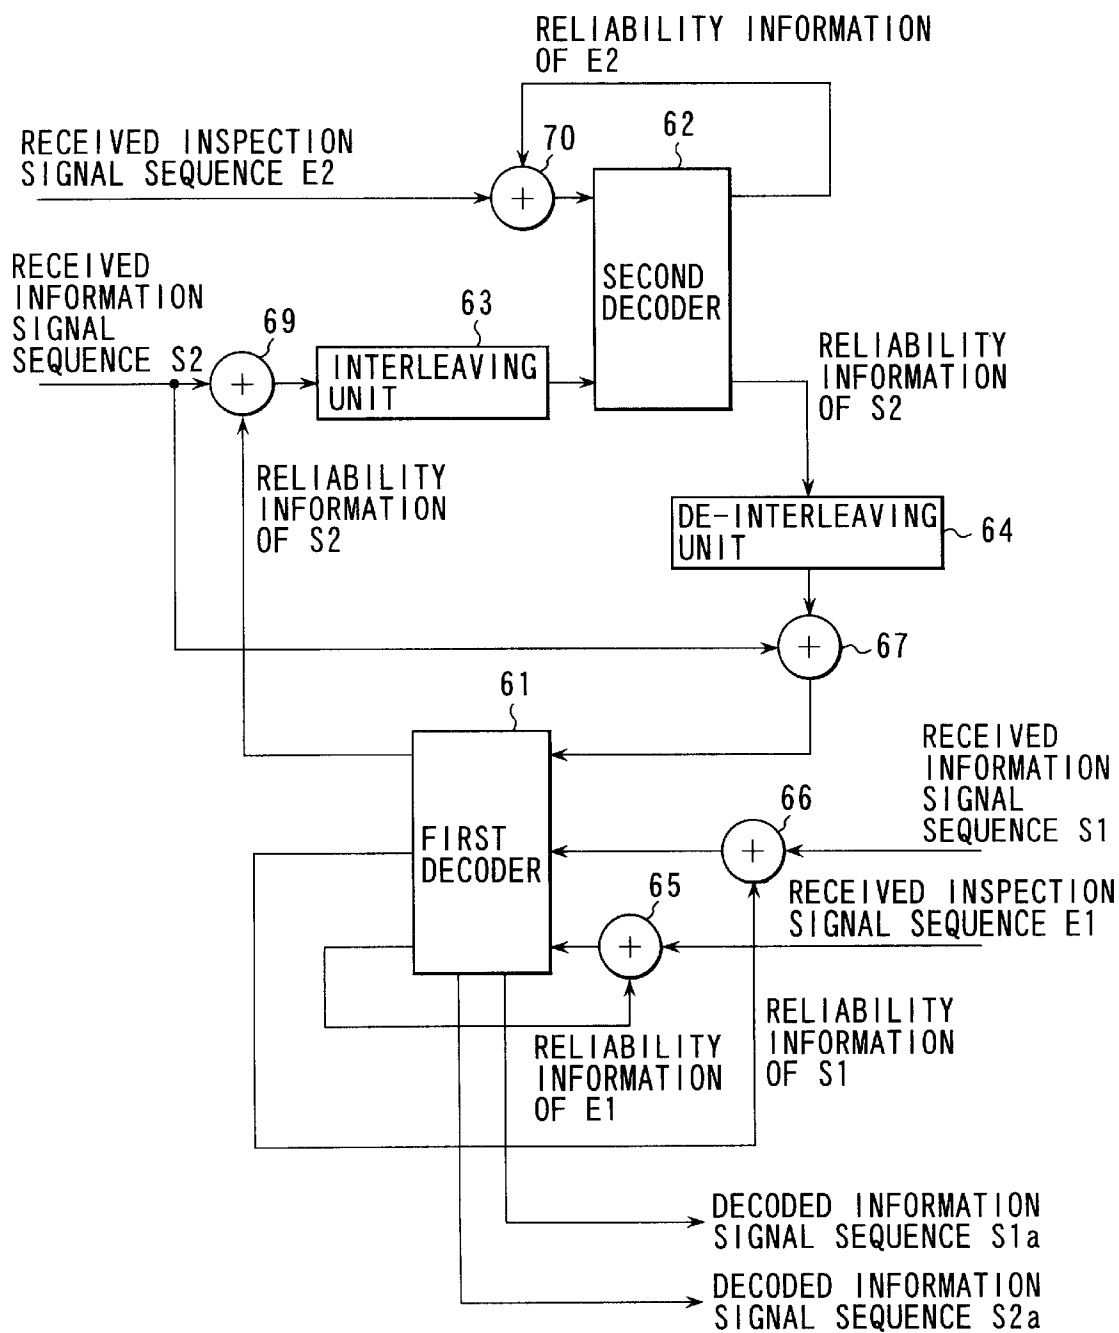 RELIABILITY INFORMATION
OF E2
RECEIVED INSPECTION
SIGNAL SEQUENCE E2
70
62
+
SECOND
DECODER
RECEIVED
INFORMATION
SIGNAL
SEQUENCE S2
69
63
+
INTERLEAVING
UNIT
RELIABILITY
INFORMATION
OF S2
RELIABILITY
INFORMATION
OF S2
DE-INTERLEAVING
UNIT
64
+
67
61
FIRST
DECODER
RECEIVED
INFORMATION
SIGNAL
SEQUENCE S1
66
+
65
+
RECEIVED INSPECTION
SIGNAL SEQUENCE E1
RELIABILITY
INFORMATION
OF S1
RELIABILITY
INFORMATION
OF E1
DECODED INFORMATION
SIGNAL SEQUENCE S1a
DECODED INFORMATION
SIGNAL SEQUENCE S2a